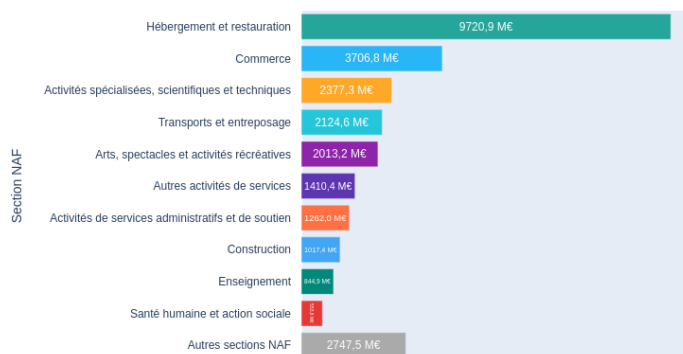 Section NAF
Hébergement et restauration 9720,9 M€
Commerce 3706,8 M€
Activités spécialisées, scientifiques et techniques 2377,3 M€
Transports et entreposage 2124,6 M€
Arts, spectacles et activités récréatives 2013,2 M€
Autres activités de services 1410,4 M€
Activités de services administratifs et de soutien 1262,0 M€
Construction 1017,4 M€
Enseignement 844,9 M€
Santé humaine et action sociale
Autres sections NAF 2747,5 M€